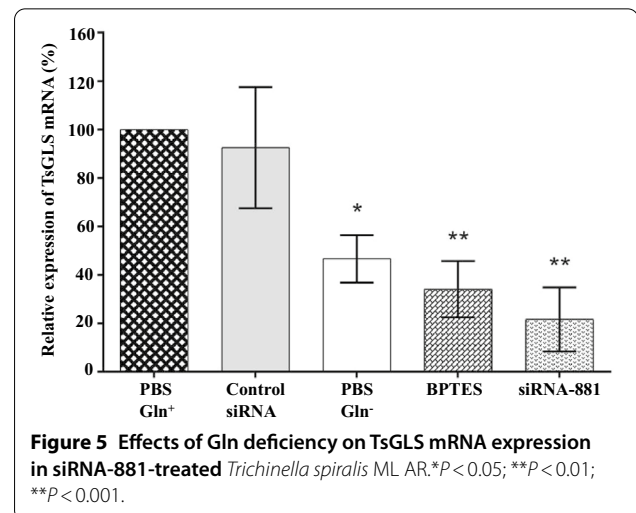 Relative expression of TsGLS mRNA (%)
160
120
100
80
60
40
20
0
*
**
**
PBS Gln⁺
Control siRNA
PBS Gln⁻
BPTES
siRNA-881
Figure 5 Effects of Gln deficiency on TsGLS mRNA expression
in siRNA-881-treated Trichinella spiralis ML AR.*P < 0.05; **P < 0.01;
**P < 0.001.